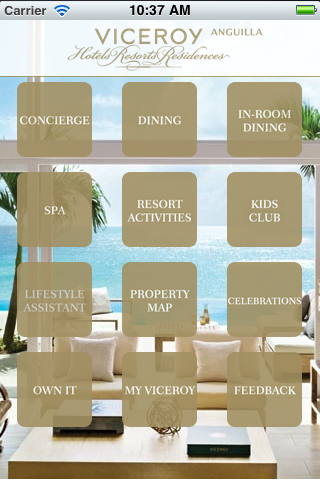 Carrier 10:37 AM
VICEROY ANGUILLA
Hotels Resorts Residences
CONCIERGE
DINING
IN-ROOM
DINING
SPA
RESORT
ACTIVITIES
KIDS
CLUB
LIFESTYLE
ASSISTANT
PROPERTY
MAP
CELEBRATIONS
OWN IT
MY VICEROY
FEEDBACK